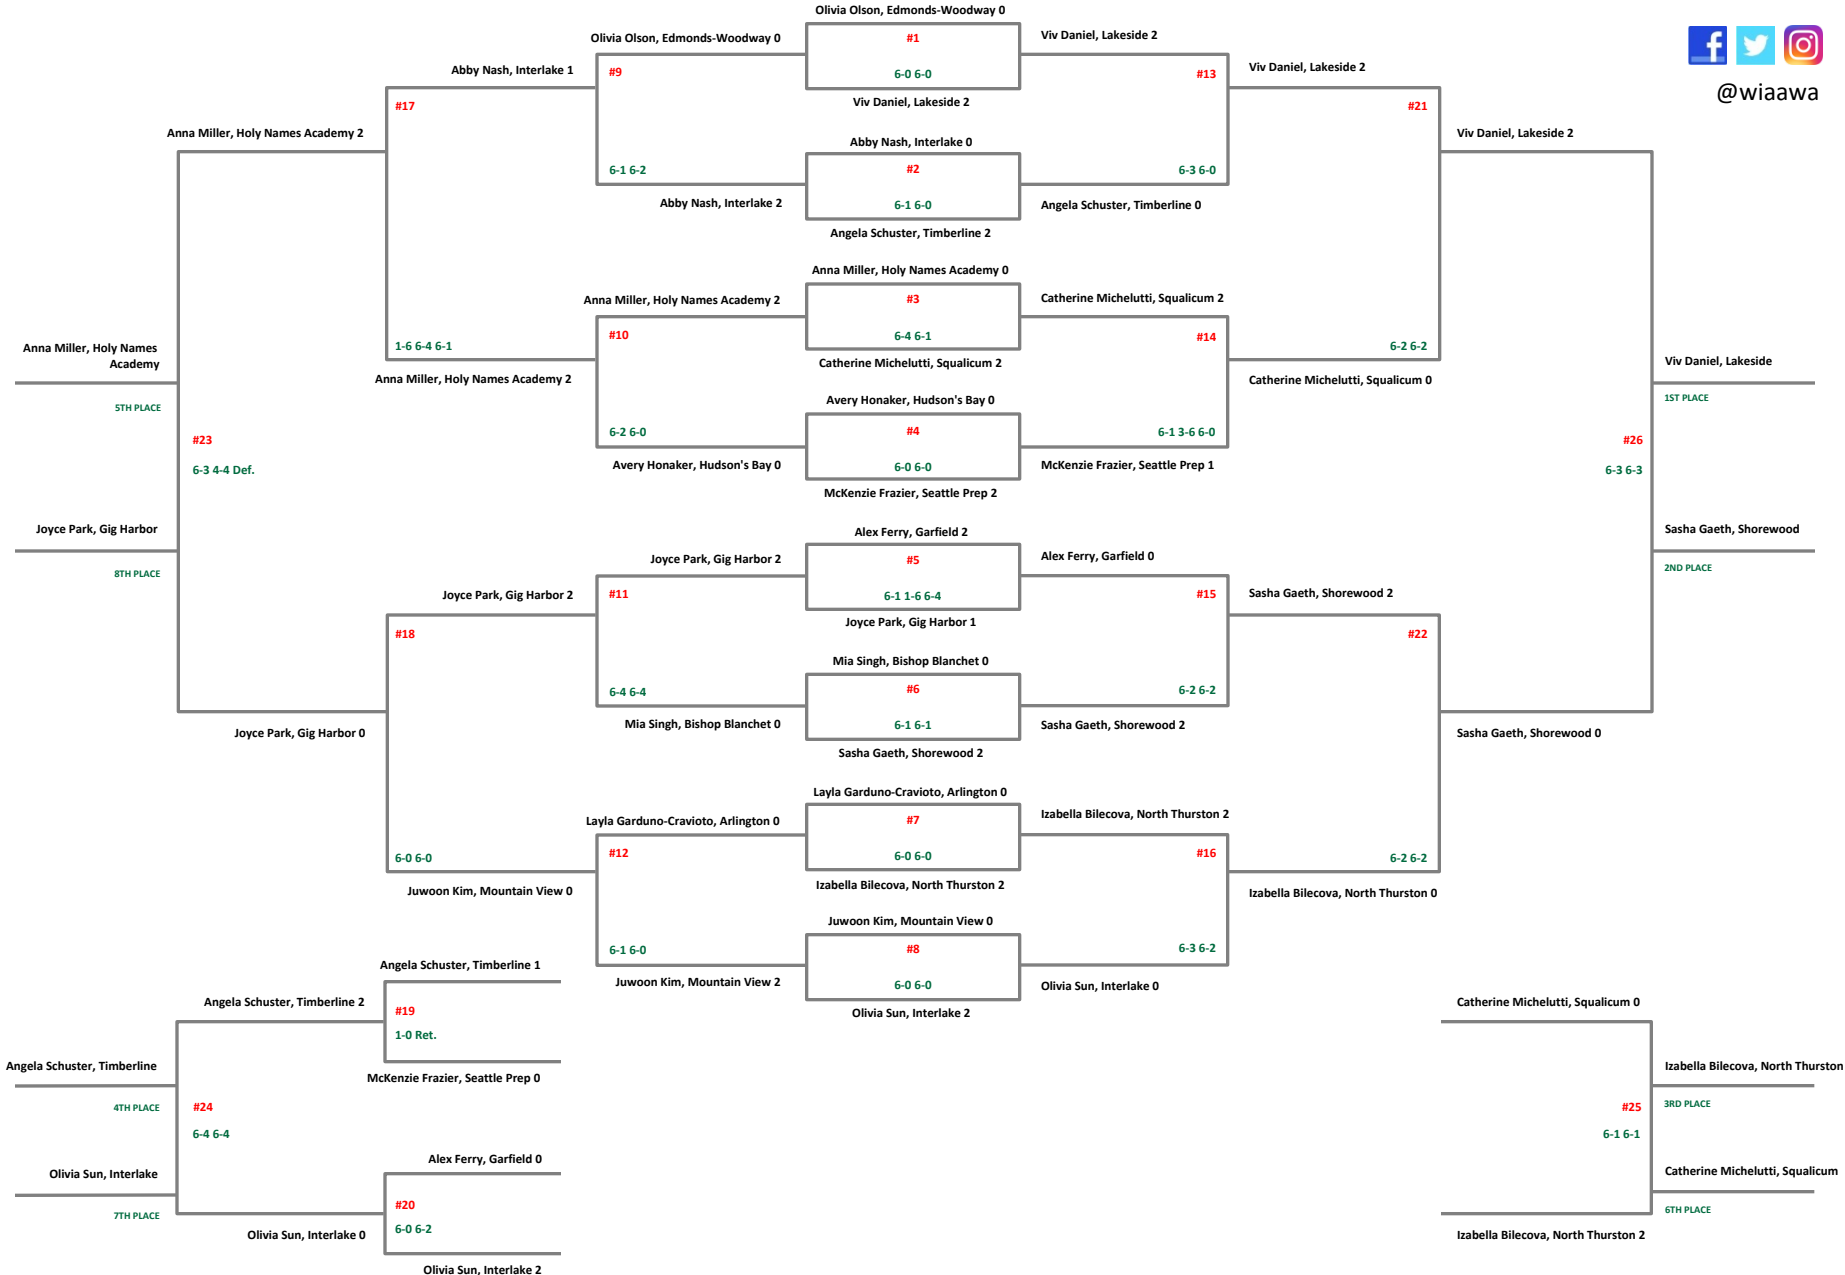 Olivia Olson, Edmonds-Woodway 0
#1
6-0 6-0
Viv Daniel, Lakeside 2
Abby Nash, Interlake 0
#2
6-1 6-0
Angela Schuster, Timberline 2
Anna Miller, Holy Names Academy 0
#3
6-4 6-1
Catherine Michelutti, Squalicum 2
Avery Honaker, Hudson's Bay 0
#4
6-0 6-0
McKenzie Frazier, Seattle Prep 2
Alex Ferry, Garfield 2
#5
6-1 1-6 6-4
Joyce Park, Gig Harbor 1
Mia Singh, Bishop Blanchet 0
#6
6-1 6-1
Sasha Gaeth, Shorewood 2
Layla Garduno-Cravioto, Arlington 0
#7
6-0 6-0
Izabella Bilecova, North Thurston 2
Juwoon Kim, Mountain View 0
#8
6-0 6-0
Olivia Sun, Interlake 2
Olivia Olson, Edmonds-Woodway 0
#9
6-1 6-2
Abby Nash, Interlake 2
Anna Miller, Holy Names Academy 2
#10
6-2 6-0
Avery Honaker, Hudson's Bay 0
Joyce Park, Gig Harbor 2
#11
6-4 6-4
Mia Singh, Bishop Blanchet 0
Layla Garduno-Cravioto, Arlington 0
#12
6-1 6-0
Juwoon Kim, Mountain View 2
Viv Daniel, Lakeside 2
#13
6-3 6-0
Angela Schuster, Timberline 0
Catherine Michelutti, Squalicum 2
#14
6-1 3-6 6-0
McKenzie Frazier, Seattle Prep 1
Alex Ferry, Garfield 0
#15
6-2 6-2
Sasha Gaeth, Shorewood 2
Izabella Bilecova, North Thurston 2
#16
6-3 6-2
Olivia Sun, Interlake 0
Abby Nash, Interlake 1
#17
1-6 6-4 6-1
Anna Miller, Holy Names Academy 2
Joyce Park, Gig Harbor 2
#18
6-0 6-0
Juwoon Kim, Mountain View 0
Angela Schuster, Timberline 1
#19
1-0 Ret.
McKenzie Frazier, Seattle Prep 0
Alex Ferry, Garfield 0
#20
6-0 6-2
Olivia Sun, Interlake 2
Viv Daniel, Lakeside 2
#21
6-2 6-2
Catherine Michelutti, Squalicum 0
Sasha Gaeth, Shorewood 2
#22
6-2 6-2
Izabella Bilecova, North Thurston 0
Anna Miller, Holy Names Academy 2
#23
6-3 4-4 Def.
Joyce Park, Gig Harbor 0
Anna Miller, Holy Names
Academy
5TH PLACE
Joyce Park, Gig Harbor
8TH PLACE
Angela Schuster, Timberline 2
#24
6-4 6-4
Olivia Sun, Interlake 0
Angela Schuster, Timberline
4TH PLACE
Olivia Sun, Interlake
7TH PLACE
Catherine Michelutti, Squalicum 0
#25
6-1 6-1
Izabella Bilecova, North Thurston 2
Izabella Bilecova, North Thurston
3RD PLACE
Catherine Michelutti, Squalicum
6TH PLACE
Viv Daniel, Lakeside 2
#26
6-3 6-3
Sasha Gaeth, Shorewood 0
Viv Daniel, Lakeside
1ST PLACE
Sasha Gaeth, Shorewood
2ND PLACE
@wiaawa